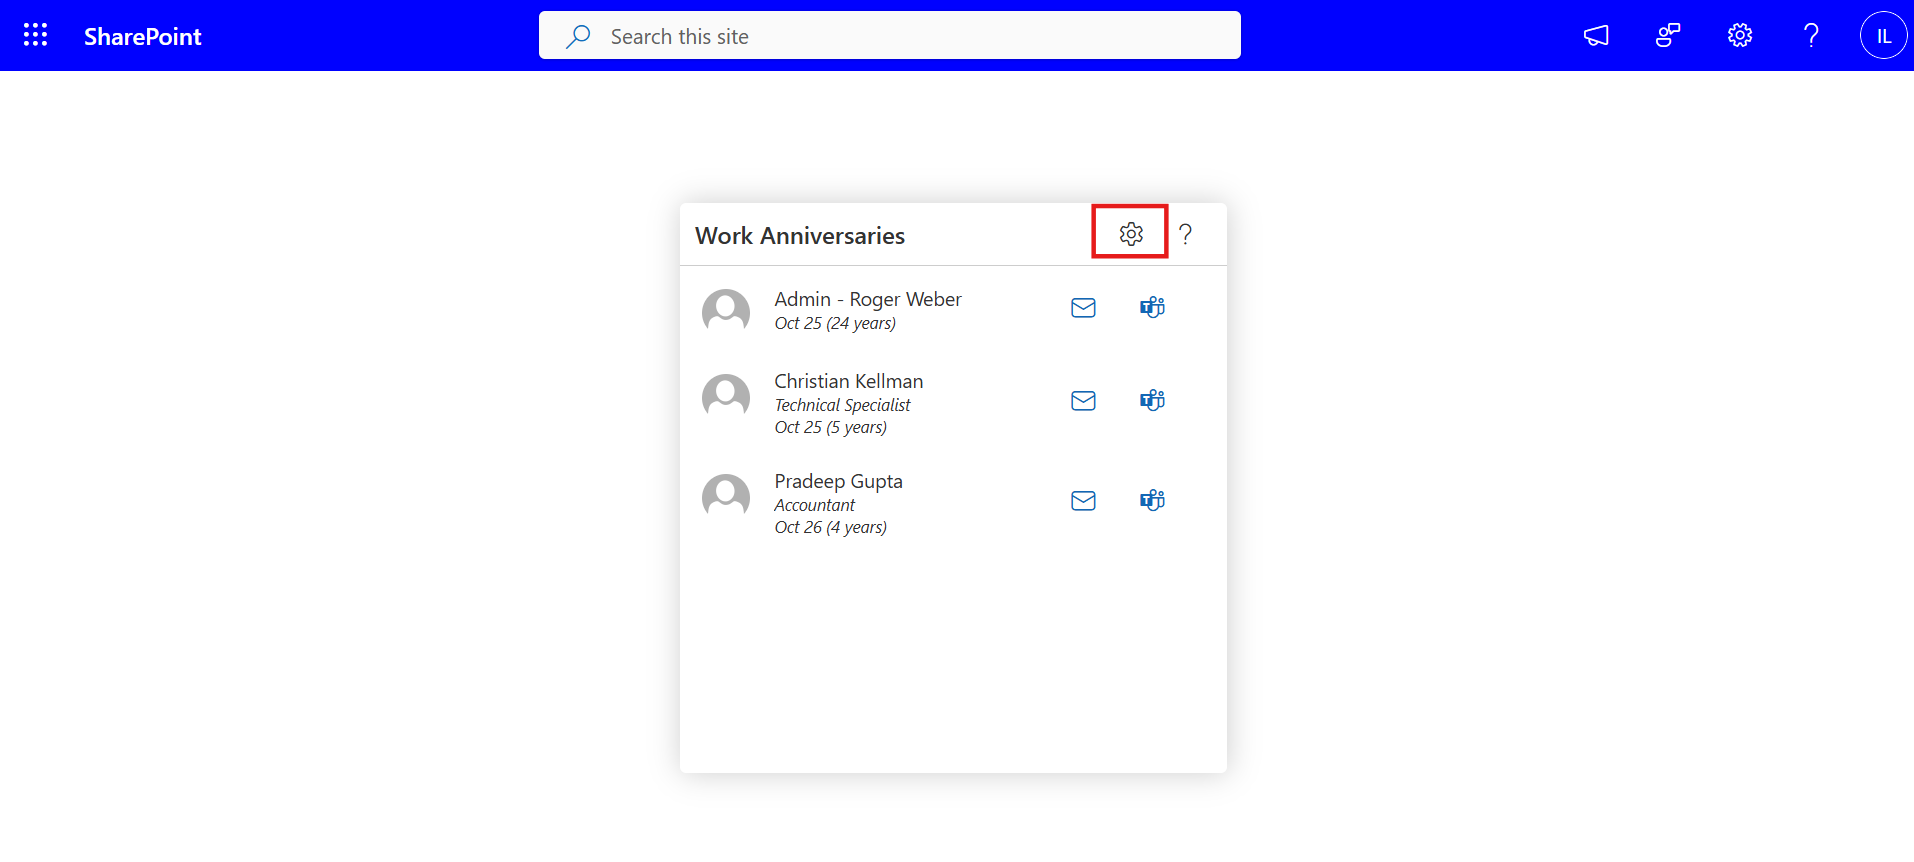 SharePoint
Search this site
IL
Work Anniversaries
Admin - Roger Weber
Oct 25 (24 years)
Christian Kellman
Technical Specialist
Oct 25 (5 years)
Pradeep Gupta
Accountant
Oct 26 (4 years)